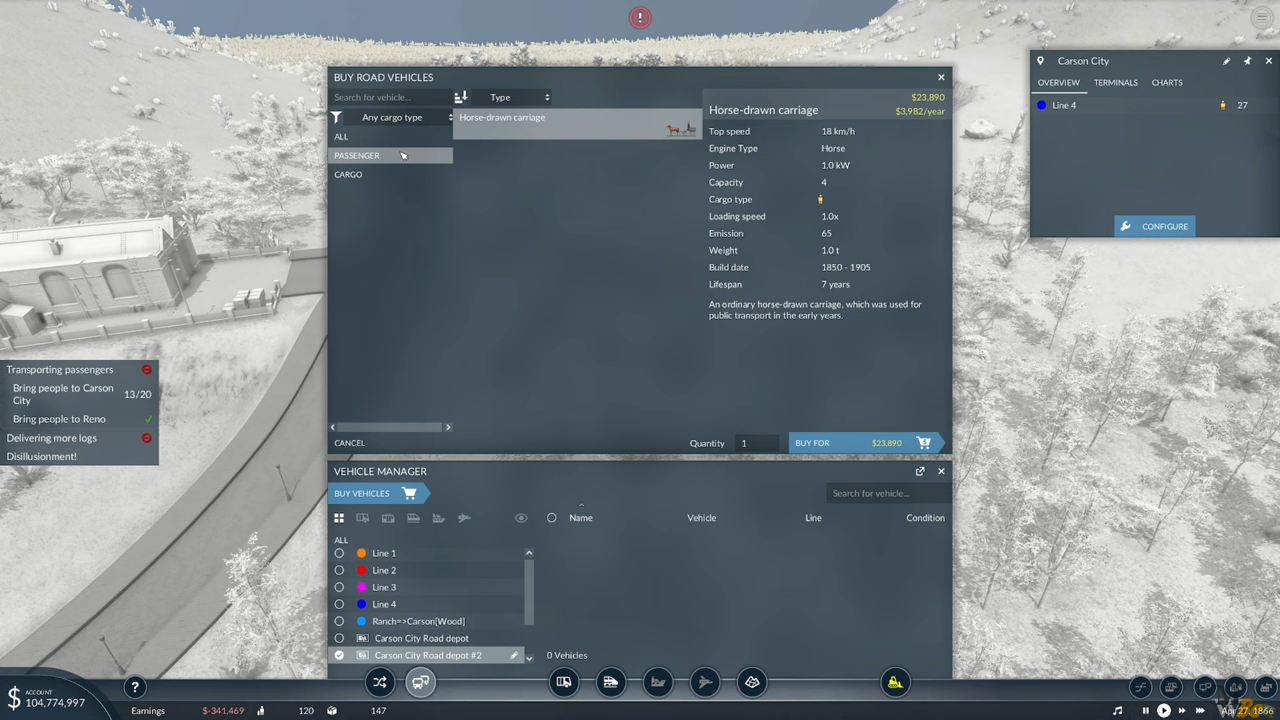 !
BUY ROAD VEHICLES
Search for vehicle...
Type
Any cargo type
ALL
PASSENGER
CARGO
Horse-drawn carriage
$23,890
Horse-drawn carriage
$3,982/year
Top speed 18 km/h
Engine Type Horse
Power 1.0 kW
Capacity 4
Cargo type
Loading speed 1.0x
Emission 65
Weight 1.0 t
Build date 1850 - 1905
Lifespan 7 years
An ordinary horse-drawn carriage, which was used for
public transport in the early years.
CANCEL
Quantity 1
BUY FOR $23,890
Carson City
OVERVIEW TERMINALS CHARTS
Line 4 27
CONFIGURE
Transporting passengers
Bring people to Carson
City
13/20
Bring people to Reno
Delivering more logs
Disillusionment!
VEHICLE MANAGER
BUY VEHICLES
Search for vehicle...
Name Vehicle Line Condition
ALL
Line 1
Line 2
Line 3
Line 4
Ranch=>Carson[Wood]
Carson City Road depot
Carson City Road depot #2
0 Vehicles
$ ACCOUNT
104,774,997
?
Earnings $-341,469 120 147
Apr 27, 1866